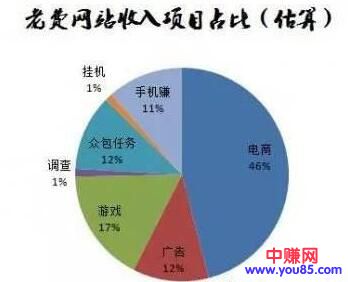 老费网站收入项目占比（估算）
挂机
1%
手机赚
11%
众包任务
12%
电商
46%
调查
1%
游戏
17%
广告
12%
中赚网
www.you85.com